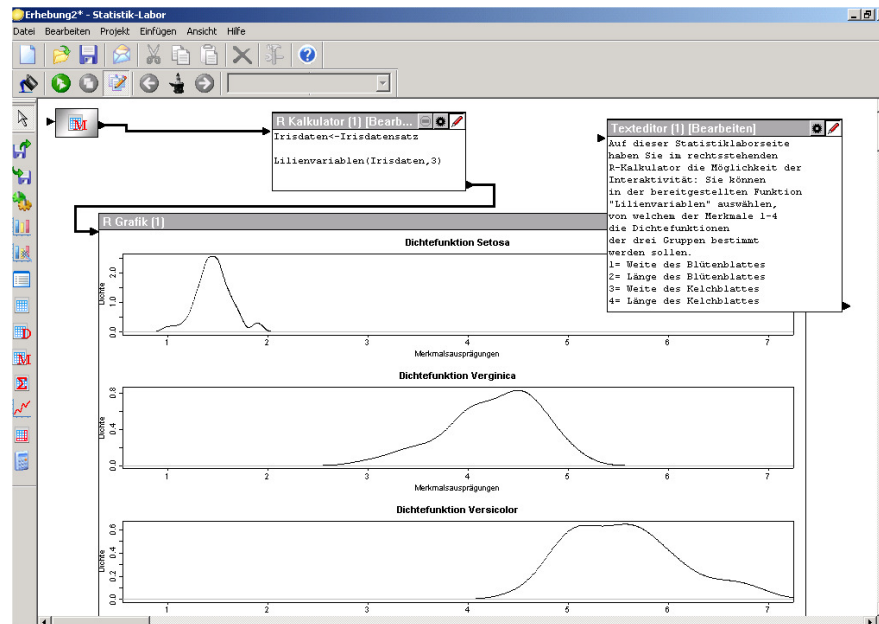 Erhebung2* - Statistik-Labor
Datei Bearbeiten Projekt Einfügen Ansicht Hilfe
M
R Kalkulator (1) [Bearb...
Irisdaten<-Irisdatensatz
Lilienvariablen(Irisdaten,3)
Texteditor (1) [Bearbeiten]
Auf dieser Statistiklaborseite
haben Sie im rechtsstehenden
R-Kalkulator die Möglichkeit der
Interaktivität: Sie können
in der bereitgestellten Funktion
"Lilienvariablen" auswählen,
von welchem der Merkmale 1-4
die Dichtefunktionen
der drei Gruppen bestimmt
werden sollen.
1= Weite des Blütenblattes
2= Länge des Blütenblattes
3= Weite des Kelchblattes
4= Länge des Kelchblattes
R Grafik (1)
Dichtefunktion Setosa
Dichte
0.0 1.0 2.0
1 2 3 4 5 6 7
Merkmalsausprägungen
Dichtefunktion Verginica
Dichte
0.0 0.4 0.8
1 2 3 4 5 6 7
Merkmalsausprägungen
Dichtefunktion Versicolor
Dichte
0.0 0.2 0.4 0.6
1 2 3 4 5 6 7
D
M
Σ